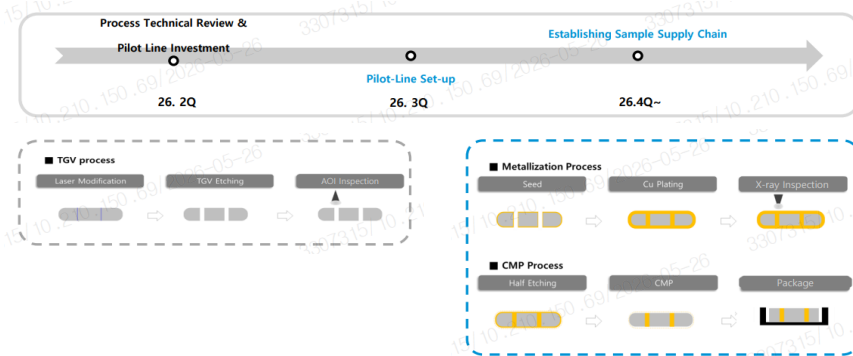 Process Technical Review &
Pilot Line Investment
Establishing Sample Supply Chain
Pilot-Line Set-up
26. 2Q
26. 3Q
26.4Q~
■ TGV process
Laser Modification
TGV Etching
AOI Inspection
■ Metallization Process
Seed
Cu Plating
X-ray Inspection
■ CMP Process
Half Etching
CMP
Package